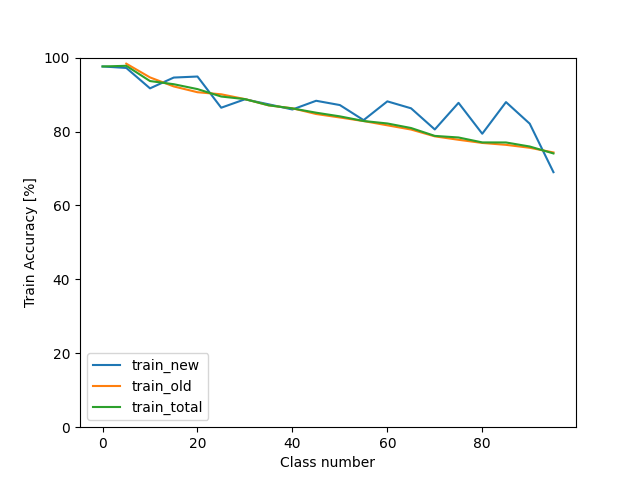 100
80
60
40
20
0
Train Accuracy [%]
train_new
train_old
train_total
0 20 40 60 80
Class number